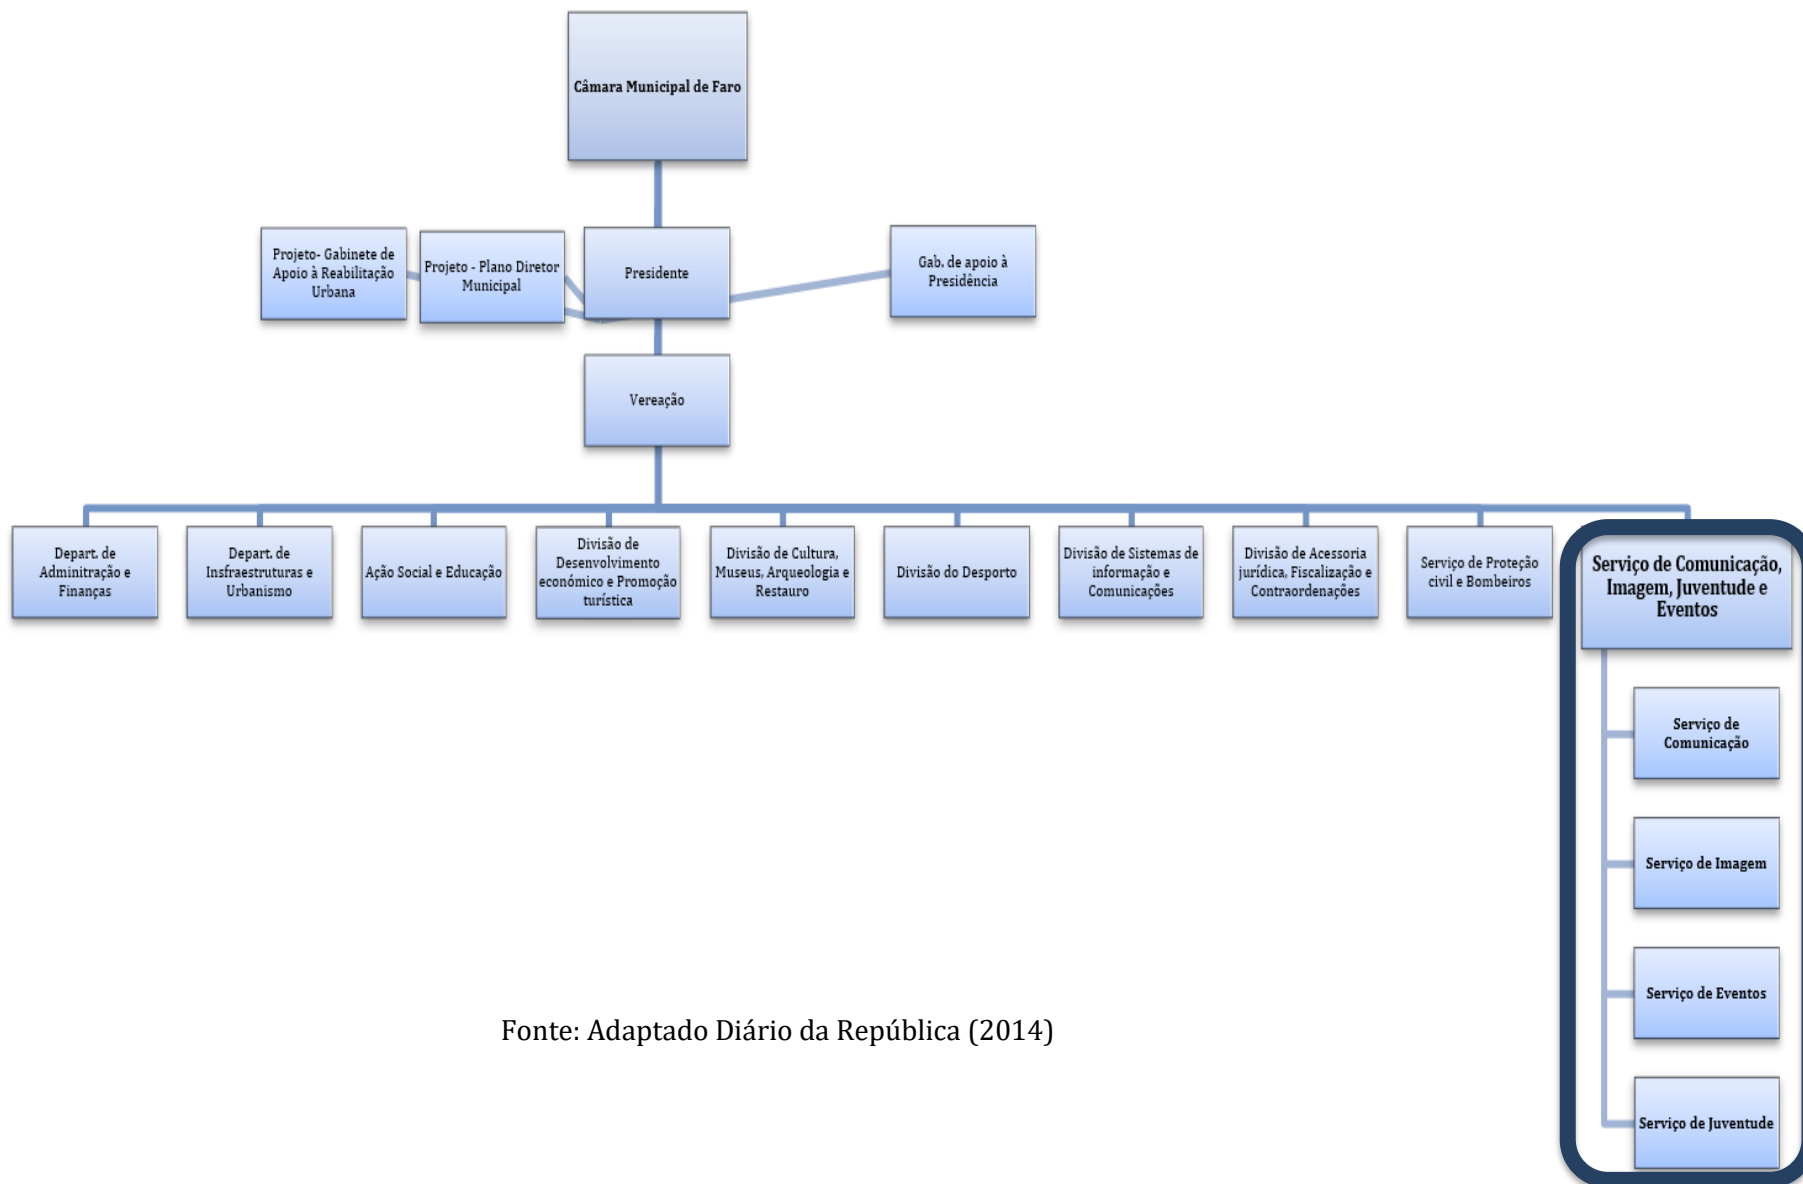 Câmara Municipal de Faro
Projeto- Gabinete de
Apoio à Reabilitação
Urbana
Projeto - Plano Diretor
Municipal
Presidente
Gab. de apoio à
Presidência
Vereação
Depart. de
Adminitração e
Finanças
Depart. de
Insfraestruturas e
Urbanismo
Ação Social e Educação
Divisão de
Desenvolvimento
económico e Promoção
turística
Divisão de Cultura,
Museus, Arqueologia e
Restauro
Divisão do Desporto
Divisão de Sistemas de
informação e
Comunicações
Divisão de Acessoria
jurídica, Fiscalização e
Contraordenações
Serviço de Proteção
civil e Bombeiros
Serviço de Comunicação,
Imagem, Juventude e
Eventos
Serviço de
Comunicação
Serviço de Imagem
Serviço de Eventos
Serviço de Juventude
Fonte: Adaptado Diário da República (2014)